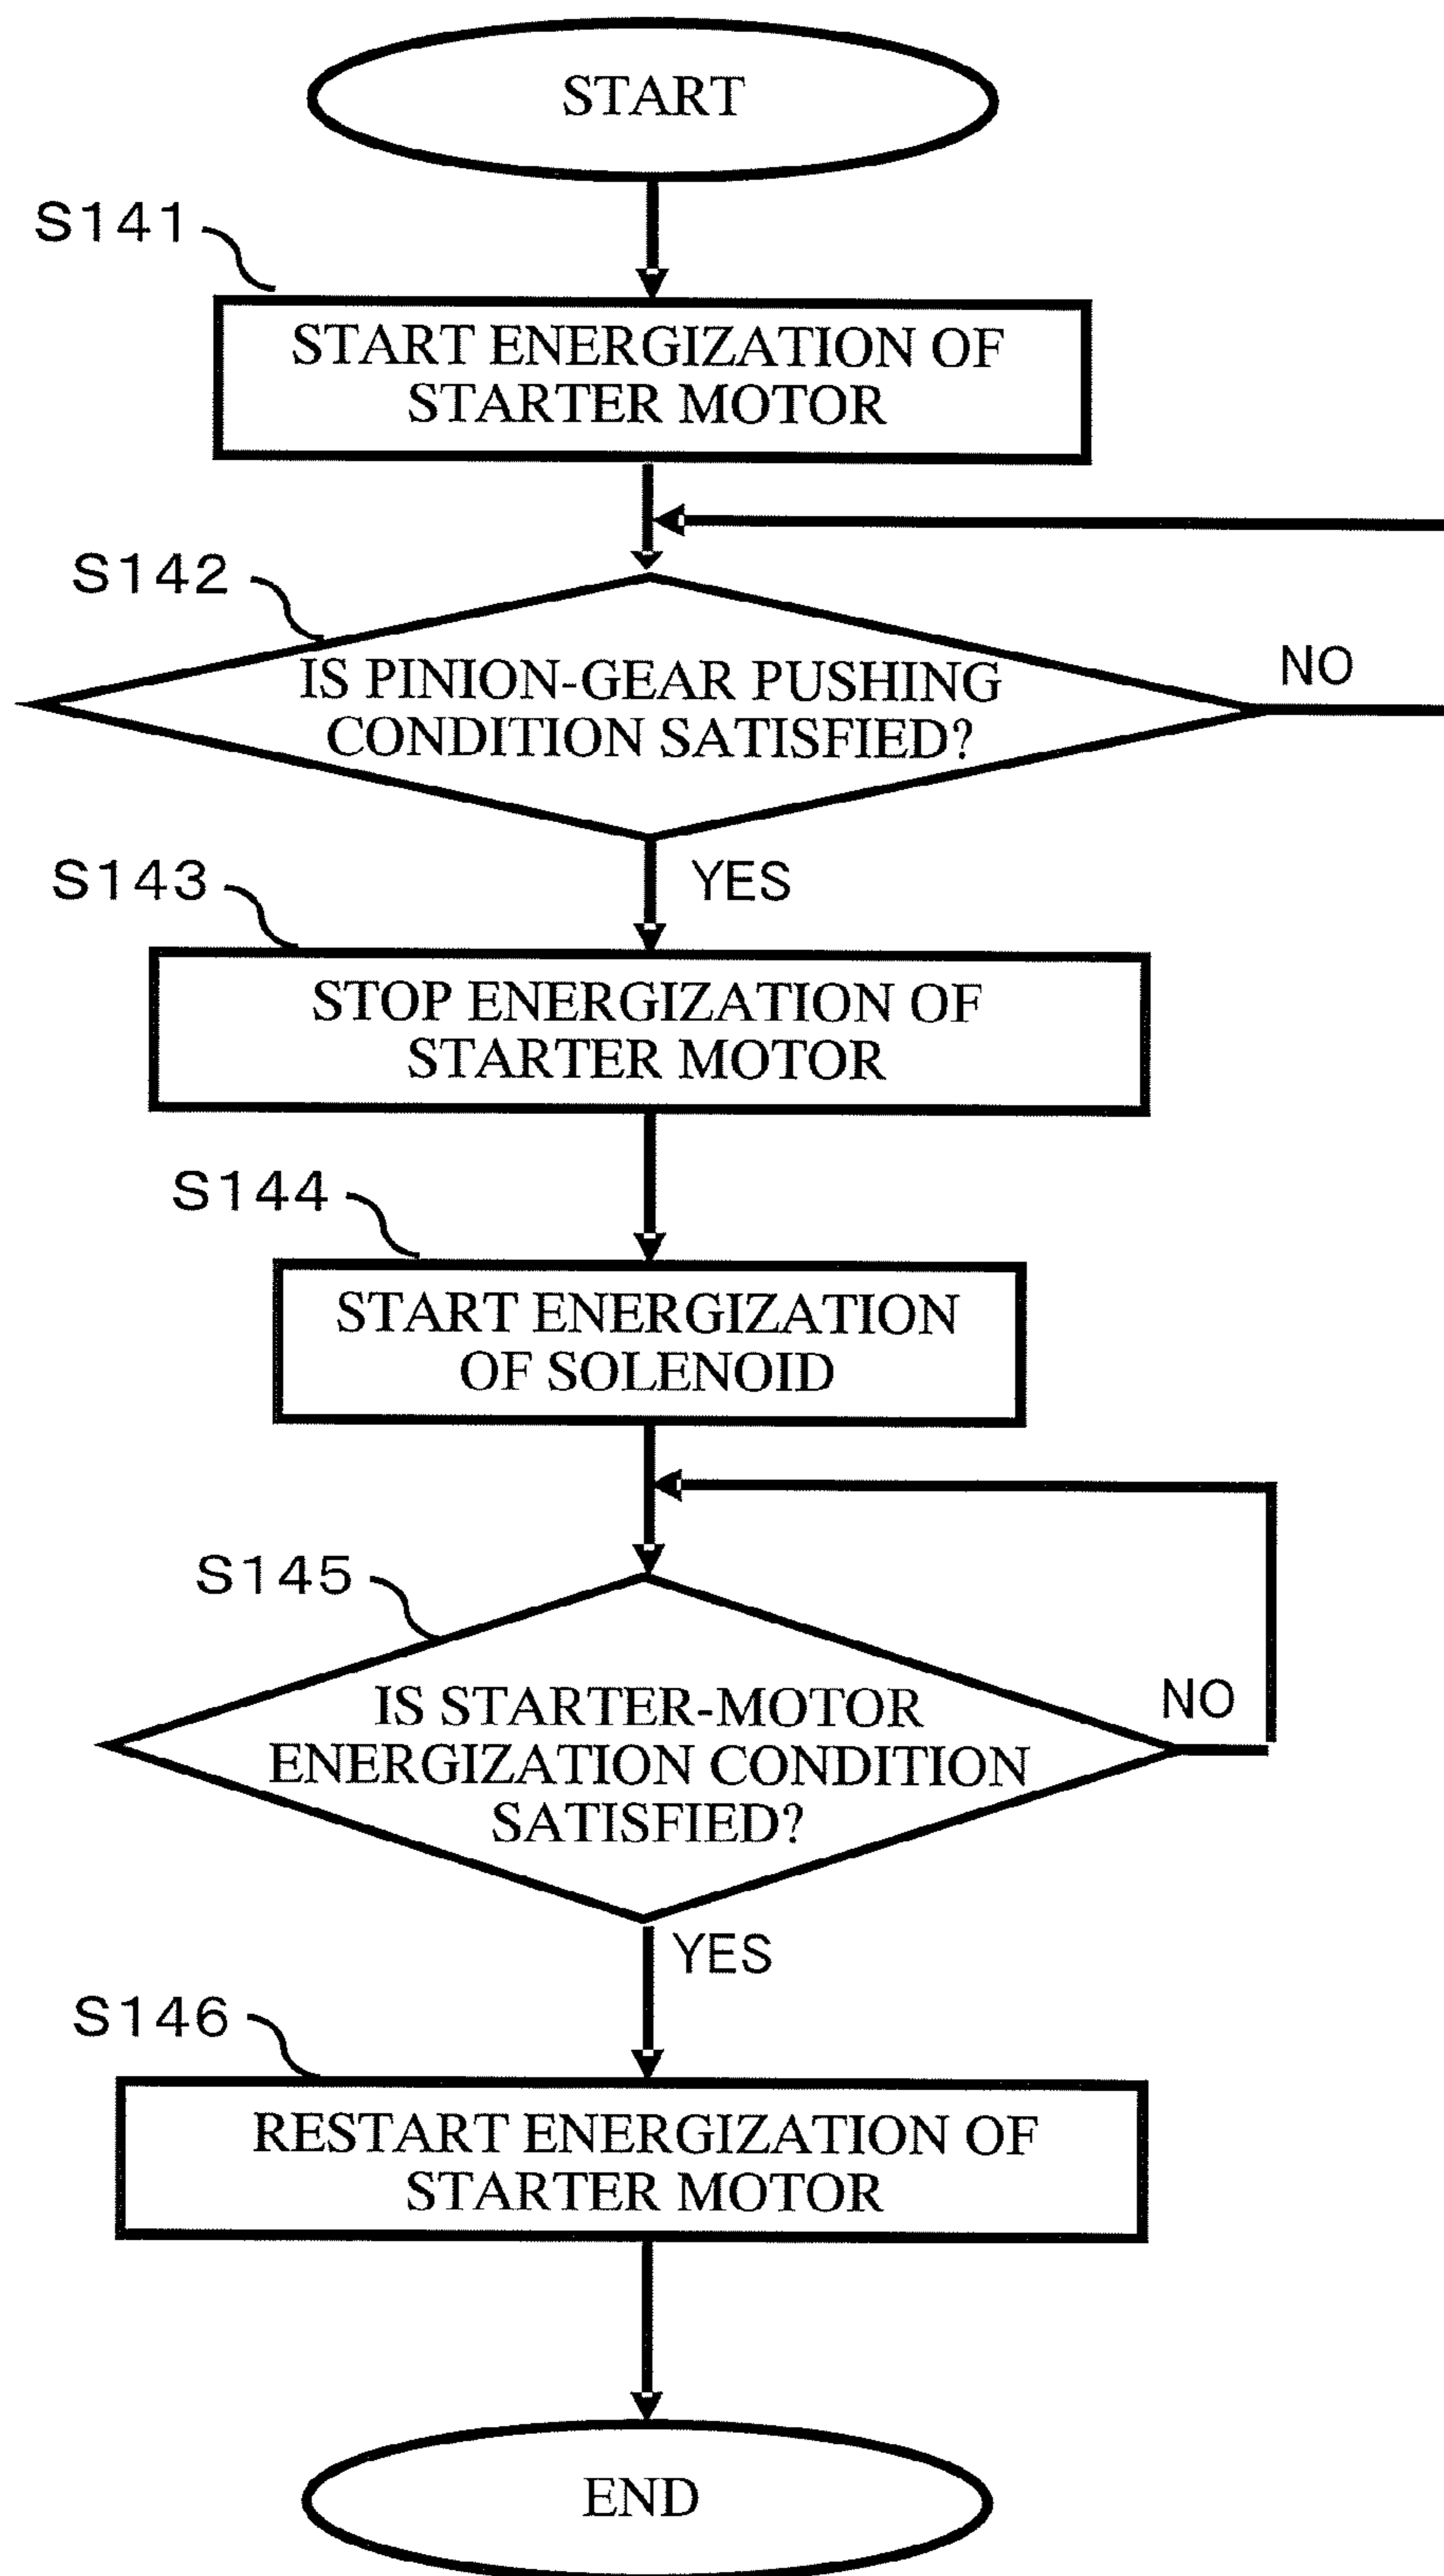 START
S141
START ENERGIZATION OF
STARTER MOTOR
S142
IS PINION-GEAR PUSHING
CONDITION SATISFIED?
NO
YES
S143
STOP ENERGIZATION OF
STARTER MOTOR
S144
START ENERGIZATION
OF SOLENOID
S145
IS STARTER-MOTOR
ENERGIZATION CONDITION
SATISFIED?
NO
YES
S146
RESTART ENERGIZATION OF
STARTER MOTOR
END